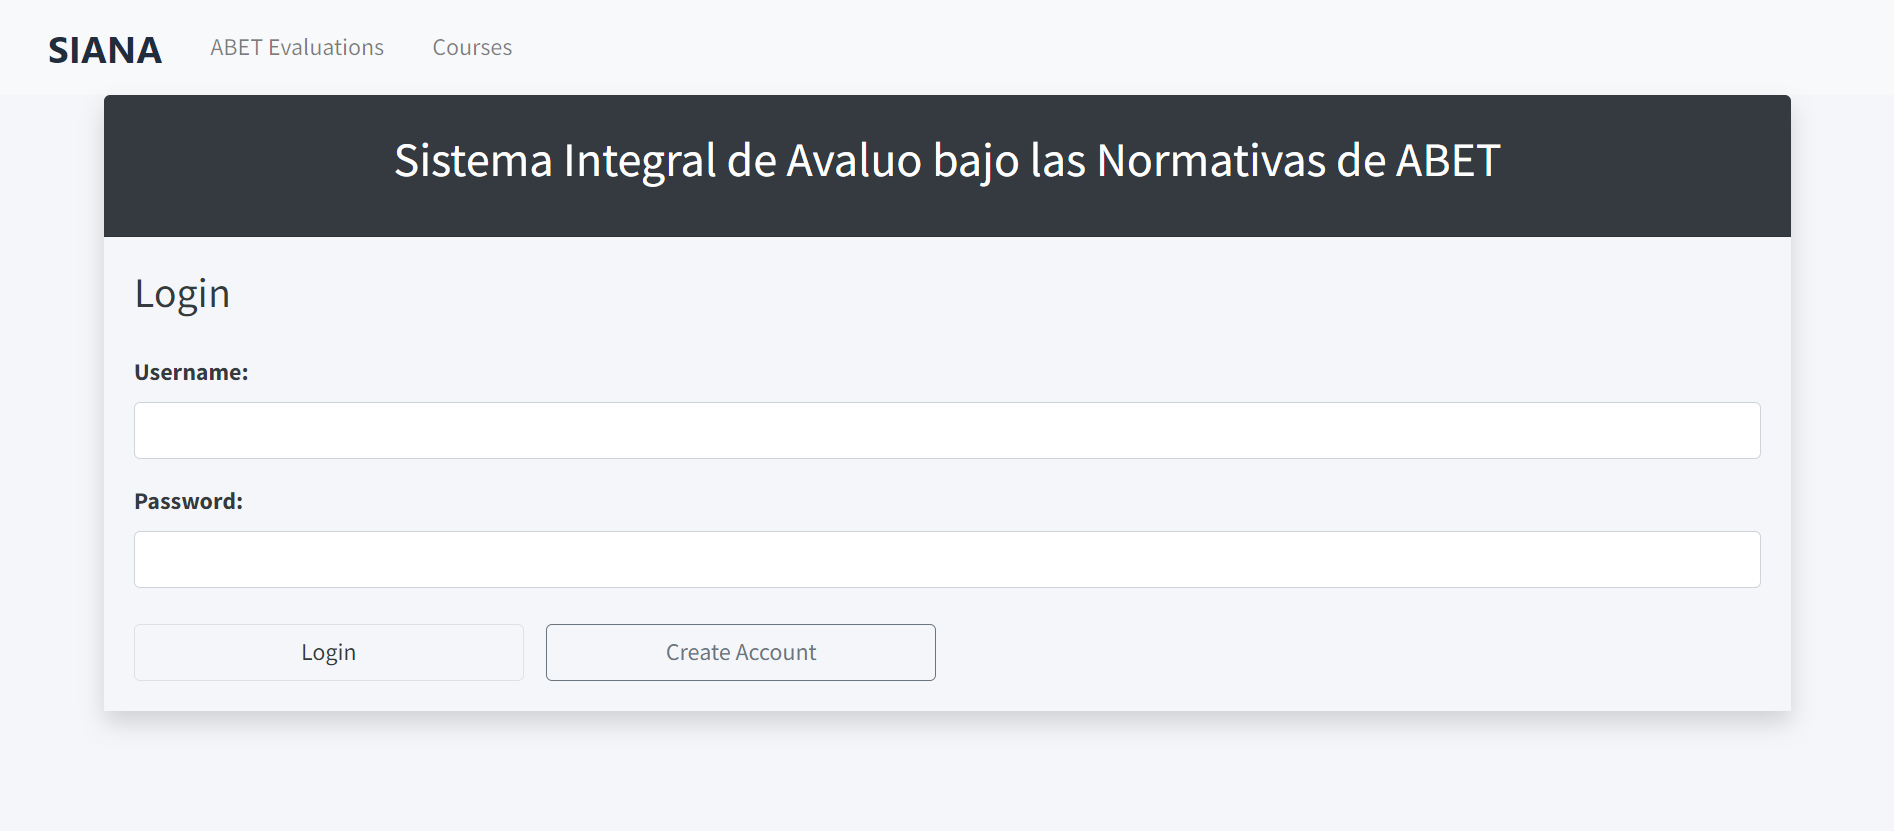 SIANA ABET Evaluations Courses
Sistema Integral de Avaluo bajo las Normativas de ABET
Login
Username:
Password:
Login Create Account